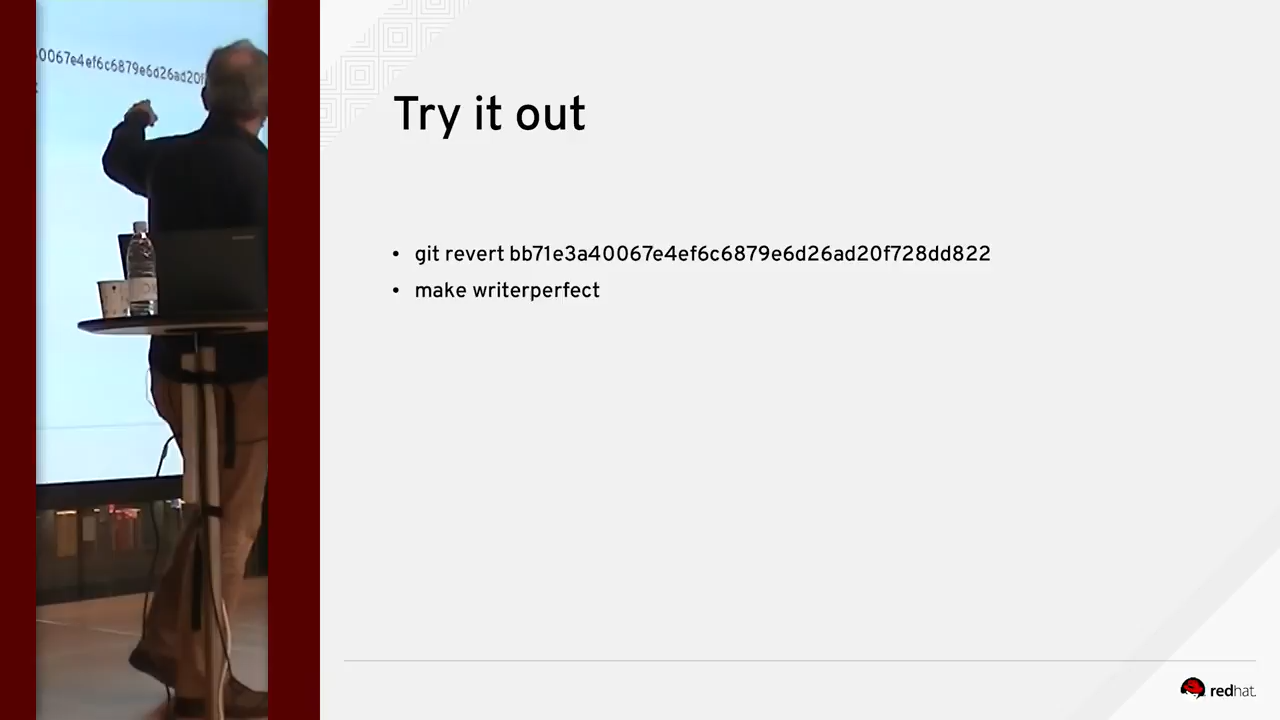 0067e4ef6c6879e6d26ad20f
Try it out
• git revert bb71e3a40067e4ef6c6879e6d26ad20f728dd822
• make writerperfect
redhat.